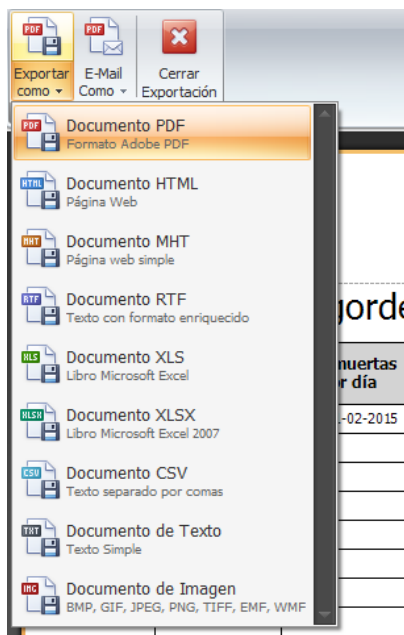 PDF
PDF
Exportar
como
E-Mail
Como
Cerrar
Exportación
PDF
Documento PDF
Formato Adobe PDF
HTML
Documento HTML
Página Web
MHT
Documento MHT
Página web simple
RTF
Documento RTF
Texto con formato enriquecido
XLS
Documento XLS
Libro Microsoft Excel
XLSX
Documento XLSX
Libro Microsoft Excel 2007
CSV
Documento CSV
Texto separado por comas
TXT
Documento de Texto
Texto Simple
IMG
Documento de Imagen
BMP, GIF, JPEG, PNG, TIFF, EMF, WMF
gorde
muertas
r día
-02-2015